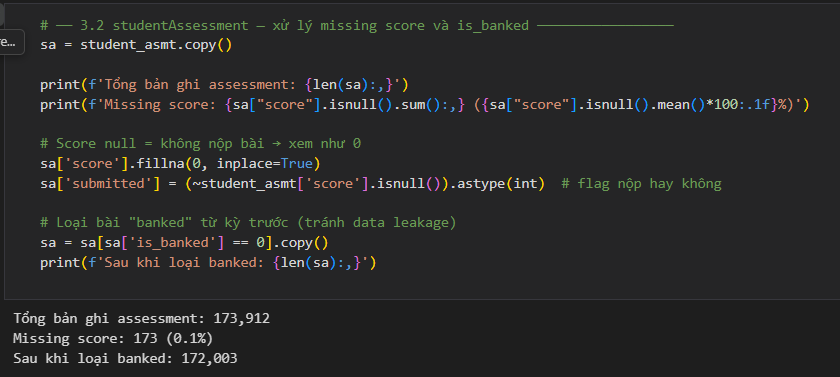 # — 3.2 studentAssessment — xử lý missing score và is_banked ————————————————
re...
sa = student_asmt.copy()
print(f'Tổng bản ghi assessment: {len(sa):,}')
print(f'Missing score: {sa["score"].isnull().sum():,} ({sa["score"].isnull().mean()*100:.1f}%)')
# Score null = không nộp bài → xem như 0
sa['score'].fillna(0, inplace=True)
sa['submitted'] = (~student_asmt['score'].isnull()).astype(int)  # flag nộp hay không
# Loại bài "banked" từ kỳ trước (tránh data leakage)
sa = sa[sa['is_banked'] == 0].copy()
print(f'Sau khi loại banked: {len(sa):,}')
Tổng bản ghi assessment: 173,912
Missing score: 173 (0.1%)
Sau khi loại banked: 172,003